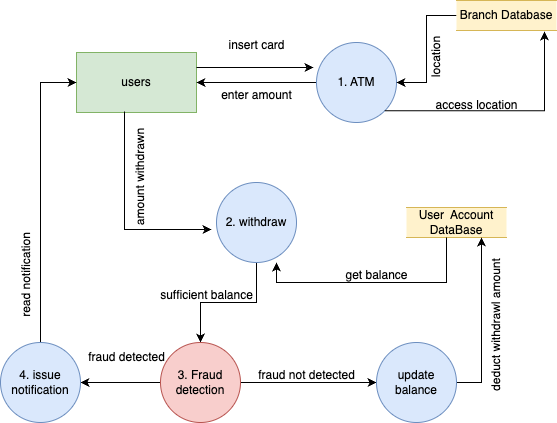 Branch Database
insert card
location
users
1. ATM
enter amount
access location
amount withdrawn
2. withdraw
User Account
DataBase
get balance
read notification
sufficient balance
deduct withdrawl amount
fraud detected
4. issue
notification
3. Fraud
detection
fraud not detected
update
balance